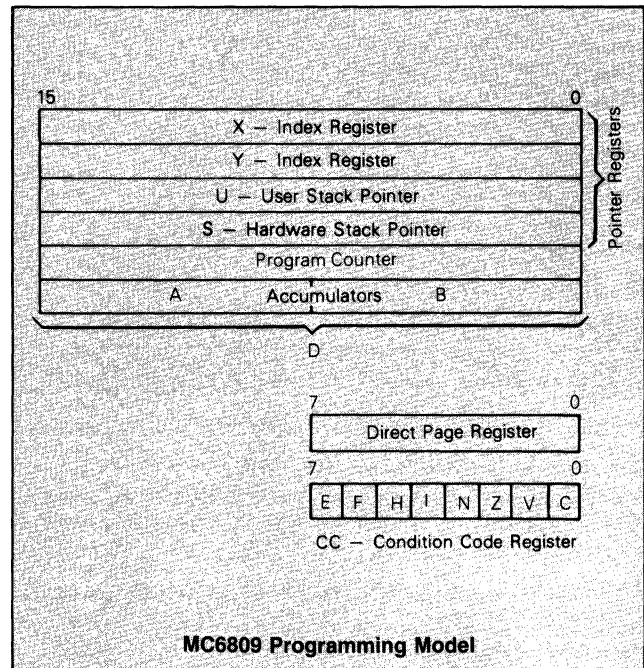 15 0
X – Index Register
Y – Index Register
U – User Stack Pointer
S – Hardware Stack Pointer
Pointer Registers
Program Counter
A Accumulators B
D
7 0
Direct Page Register
7 0
E F H I N Z V C
CC – Condition Code Register
MC6809 Programming Model